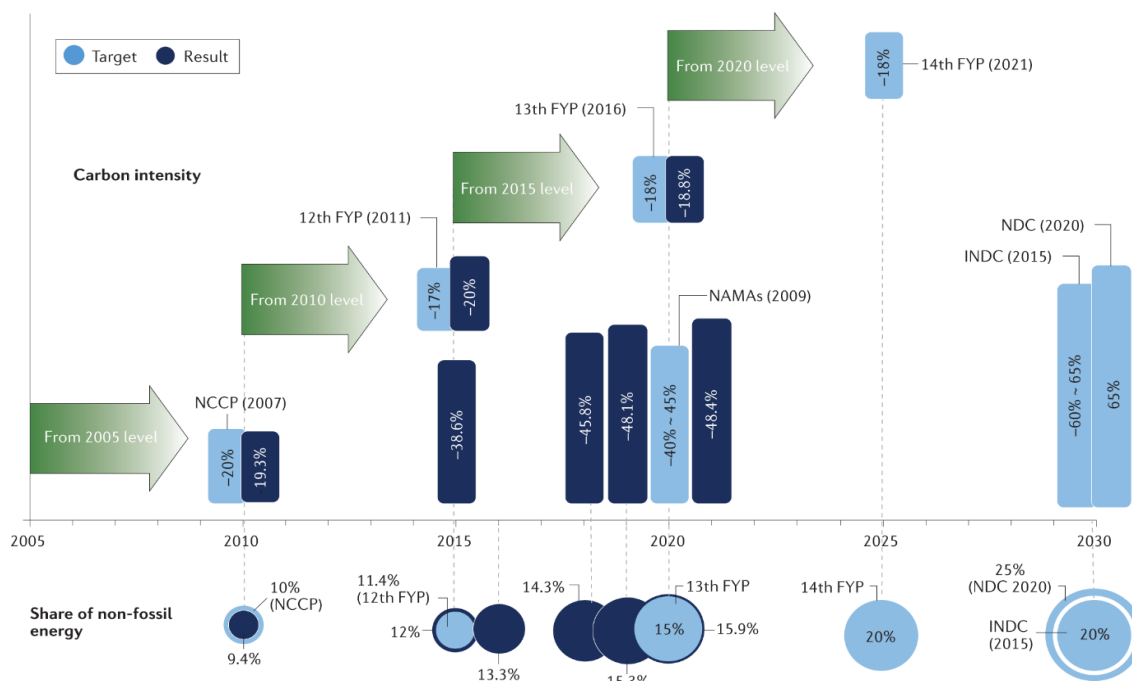 Target
Result
From 2020 level
-18%
14th FYP (2021)
13th FYP (2016)
Carbon intensity
From 2015 level
–18%
–18.8%
12th FYP (2011)
NDC (2020)
INDC (2015)
From 2010 level
–17%
–20%
NAMAs (2009)
NCCP (2007)
From 2005 level
–20%
–19.3%
–38.6%
–45.8%
–48.1%
–40% ~ 45%
–48.4%
–60% ~ 65%
65%
2005
2010
2015
2020
2025
2030
Share of non-fossil
energy
10%
(NCCP)
9.4%
11.4%
(12th FYP)
12%
13.3%
14.3%
15.3%
13th FYP
15%
15.9%
14th FYP
20%
25%
(NDC 2020)
INDC
(2015)
20%